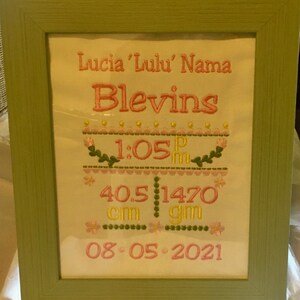 Lucia 'Lulu' Nama
Blevins
1:05 PM
40.5 1470
cm gm
08·05·2021